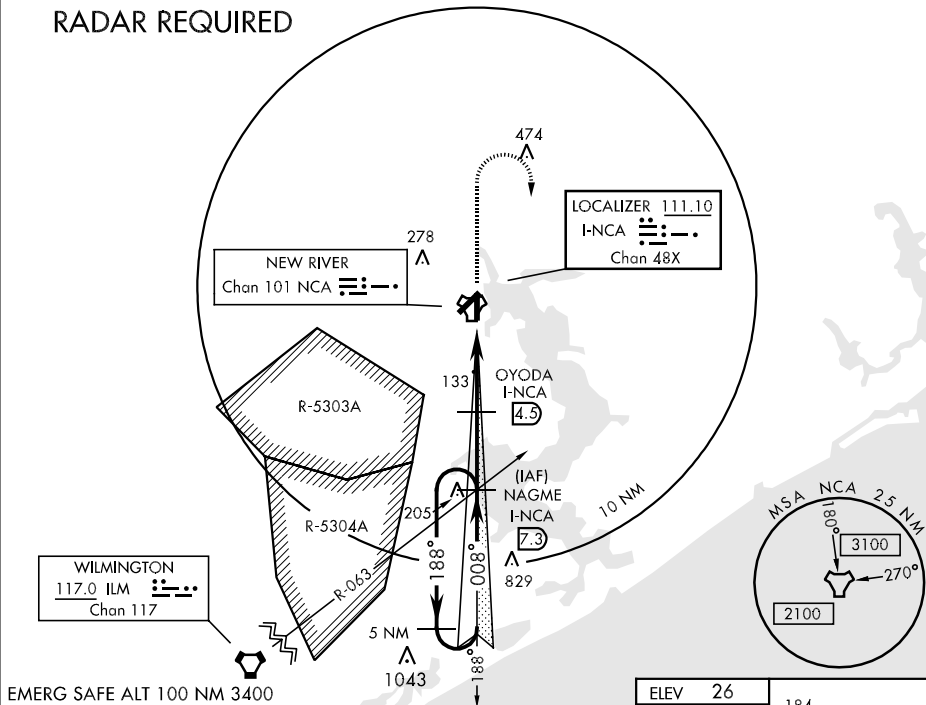 RADAR REQUIRED
474
LOCALIZER 111.10
I-NCA
Chan 48X
278
NEW RIVER
Chan 101 NCA
133
OYODA
I-NCA
4.5
R-5303A
(IAF)
NAGME
I-NCA
7.3
205
10 NM
R-5304A
188°
008°
829
R-063
MSA NCA 25 NM
180°
3100
270°
2100
WILMINGTON
117.0 ILM
Chan 117
5 NM
1043
188°
EMERG SAFE ALT 100 NM 3400
ELEV 26
184